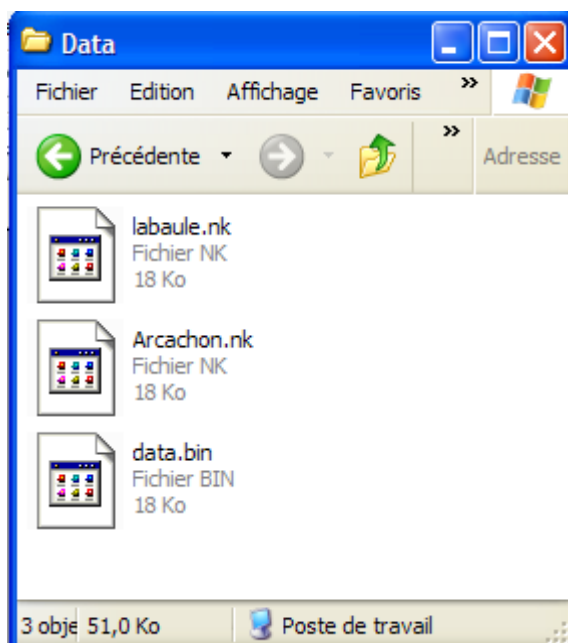 Data
Fichier Edition Affichage Favoris »
Précédente » Adresse
labaule.nk
Fichier NK
18 Ko
Arcachon.nk
Fichier NK
18 Ko
data.bin
Fichier BIN
18 Ko
3 obje 51,0 Ko Poste de travail